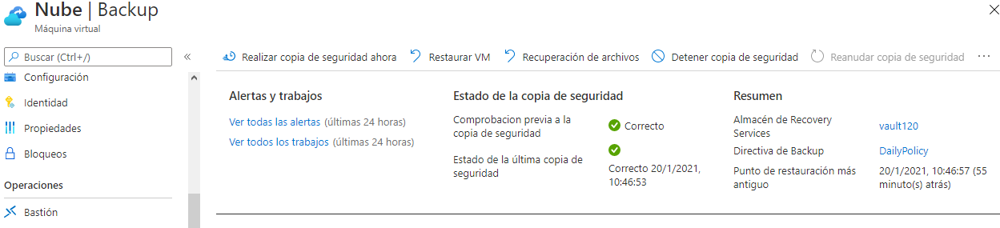 Nube | Backup
Máquina virtual
Buscar (Ctrl+/)
Configuración
Identidad
Propiedades
Bloqueos
Operaciones
Bastión
Realizar copia de seguridad ahora
Restaurar VM
Recuperación de archivos
Detener copia de seguridad
Reanudar copia de seguridad
Alertas y trabajos
Ver todas las alertas (últimas 24 horas)
Ver todos los trabajos (últimas 24 horas)
Estado de la copia de seguridad
Comprobacion previa a la
copia de seguridad
Correcto
Estado de la última copia de
seguridad
Correcto 20/1/2021,
10:46:53
Resumen
Almacén de Recovery
Services
vault120
Directiva de Backup
DailyPolicy
Punto de restauración más
antiguo
20/1/2021, 10:46:57 (55
minuto(s) atrás)